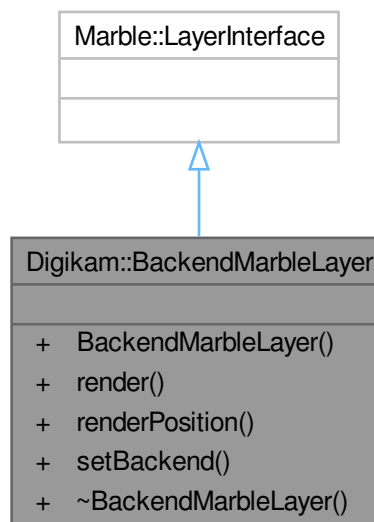 Marble::LayerInterface
Digikam::BackendMarbleLayer
+ BackendMarbleLayer()
+ render()
+ renderPosition()
+ setBackend()
+ ~BackendMarbleLayer()